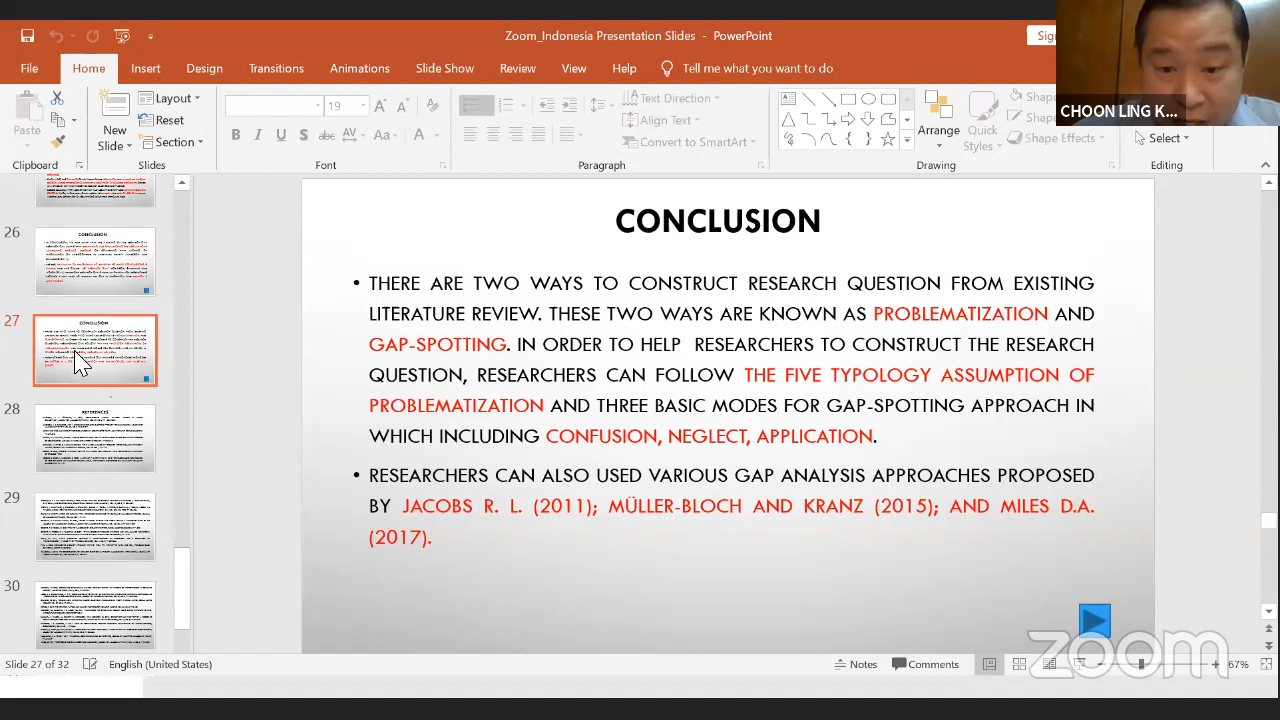 Zoom_Indonesia Presentation Slides - PowerPoint
File Home Insert Design Transitions Animations Slide Show Review View Help Tell me what you want to do
CHOON LING K...
Paste
New
Slide
Layout
Reset
Section
19
Text Direction
Align Text
Convert to SmartArt
Arrange
Quick
Styles
Shape Effects
Select
Clipboard Slides Font Paragraph Drawing Editing
26
CONCLUSION
27
CONCLUSION
28
REFERENCES
29
30
CONCLUSION
• THERE ARE TWO WAYS TO CONSTRUCT RESEARCH QUESTION FROM EXISTING
LITERATURE REVIEW. THESE TWO WAYS ARE KNOWN AS PROBLEMATIZATION AND
GAP-SPOTTING. IN ORDER TO HELP RESEARCHERS TO CONSTRUCT THE RESEARCH
QUESTION, RESEARCHERS CAN FOLLOW THE FIVE TYPOLOGY ASSUMPTION OF
PROBLEMATIZATION AND THREE BASIC MODES FOR GAP-SPOTTING APPROACH IN
WHICH INCLUDING CONFUSION, NEGLECT, APPLICATION.
• RESEARCHERS CAN ALSO USED VARIOUS GAP ANALYSIS APPROACHES PROPOSED
BY JACOBS R. L. (2011); MÜLLER-BLOCH AND KRANZ (2015); AND MILES D.A.
(2017).
Slide 27 of 32 English (United States) Notes Comments 67%
zoom